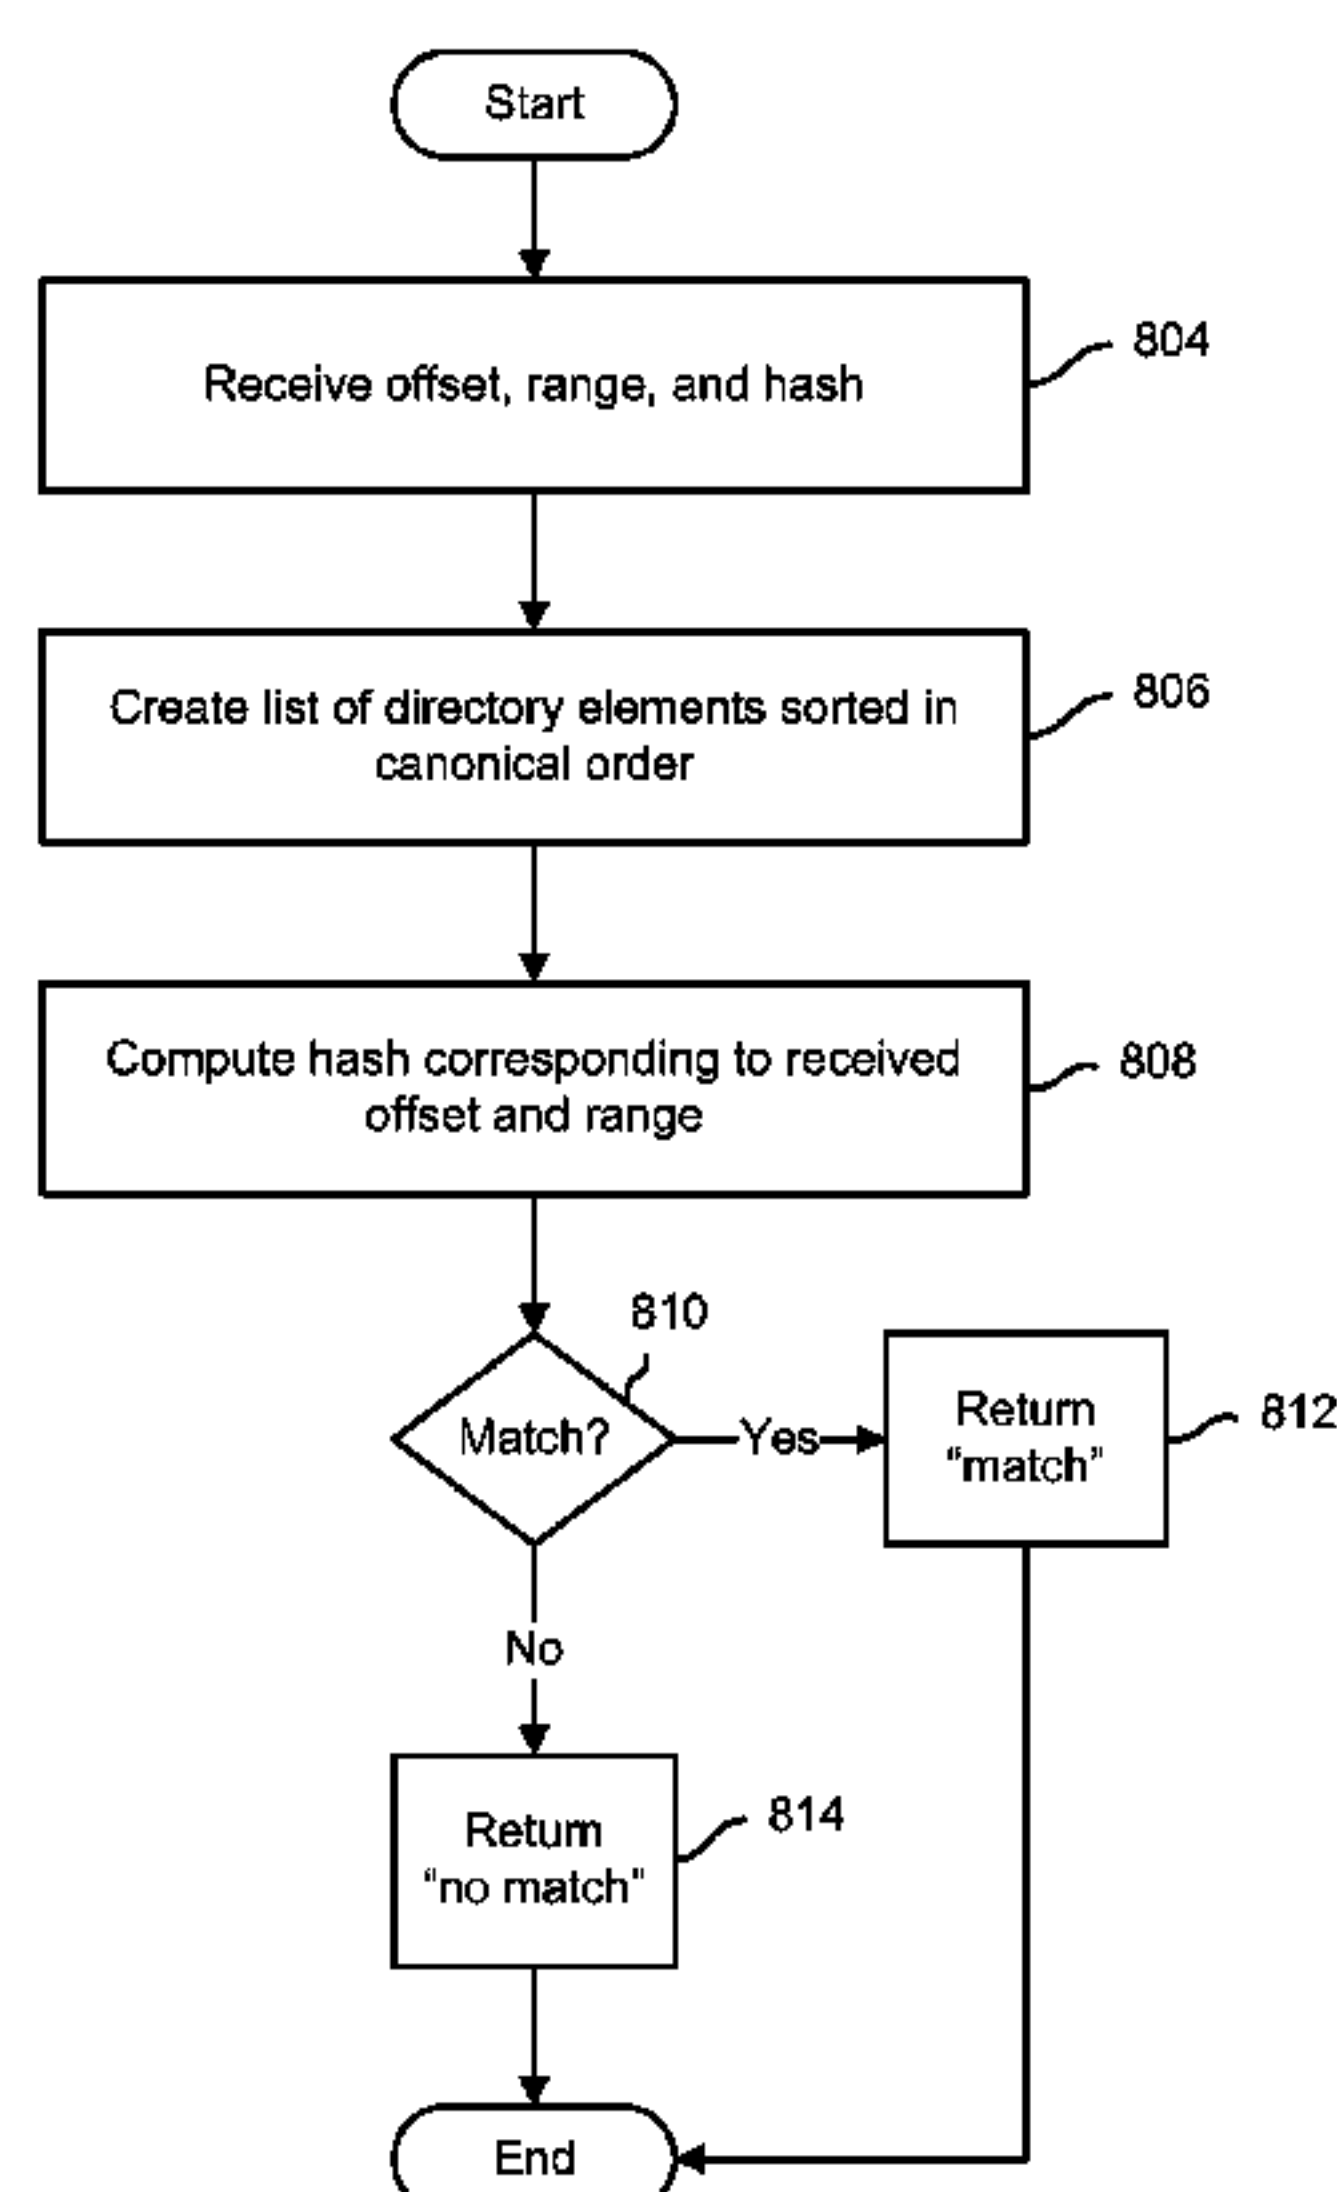 Start
Receive offset, range, and hash
804
Create list of directory elements sorted in
canonical order
806
Compute hash corresponding to received
offset and range
808
810
Match?
Yes
Return
“match”
812
No
Return
“no match"
814
End